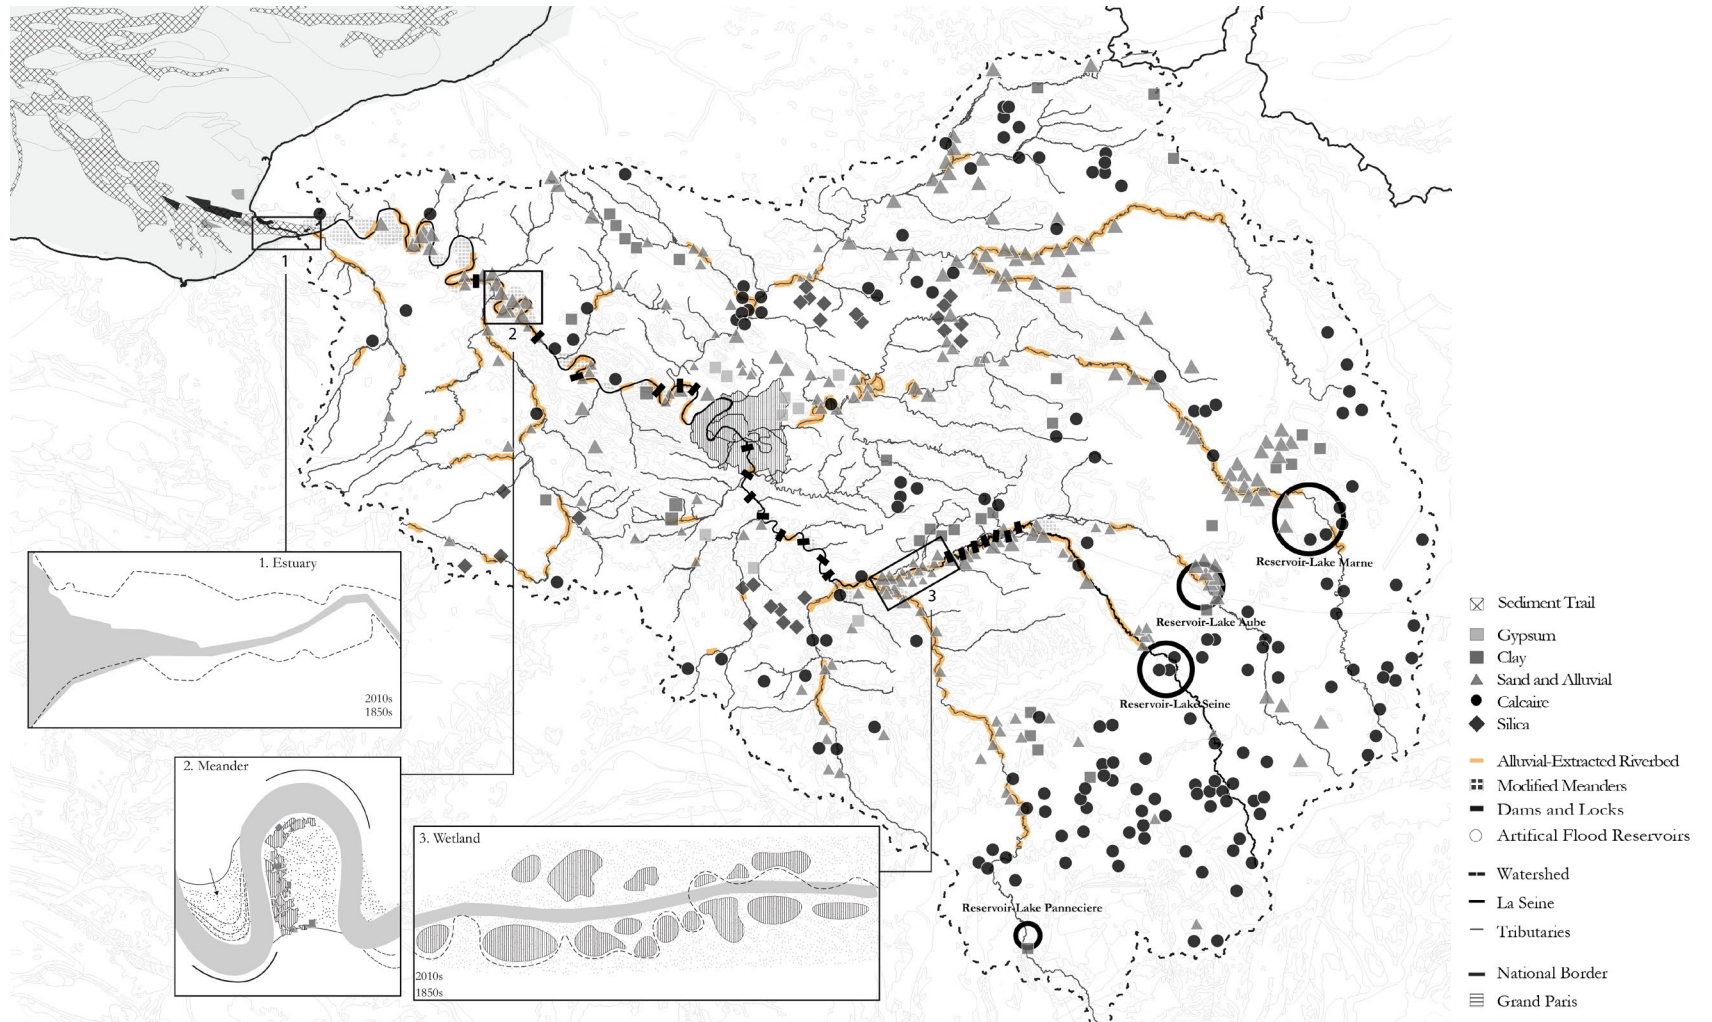 1
2
3
1. Estuary
2010s
1850s
2. Meander
3. Wetland
2010s
1850s
Reservoir-Lake Marne
Reservoir-Lake Aube
Reservoir-Lake Seine
Reservoir-Lake Panneciere
Sediment Trail
Gypsum
Clay
Sand and Alluvial
Calcaire
Silica
Alluvial-Extracted Riverbed
Modified Meanders
Dams and Locks
Artifical Flood Reservoirs
Watershed
La Seine
Tributaries
National Border
Grand Paris